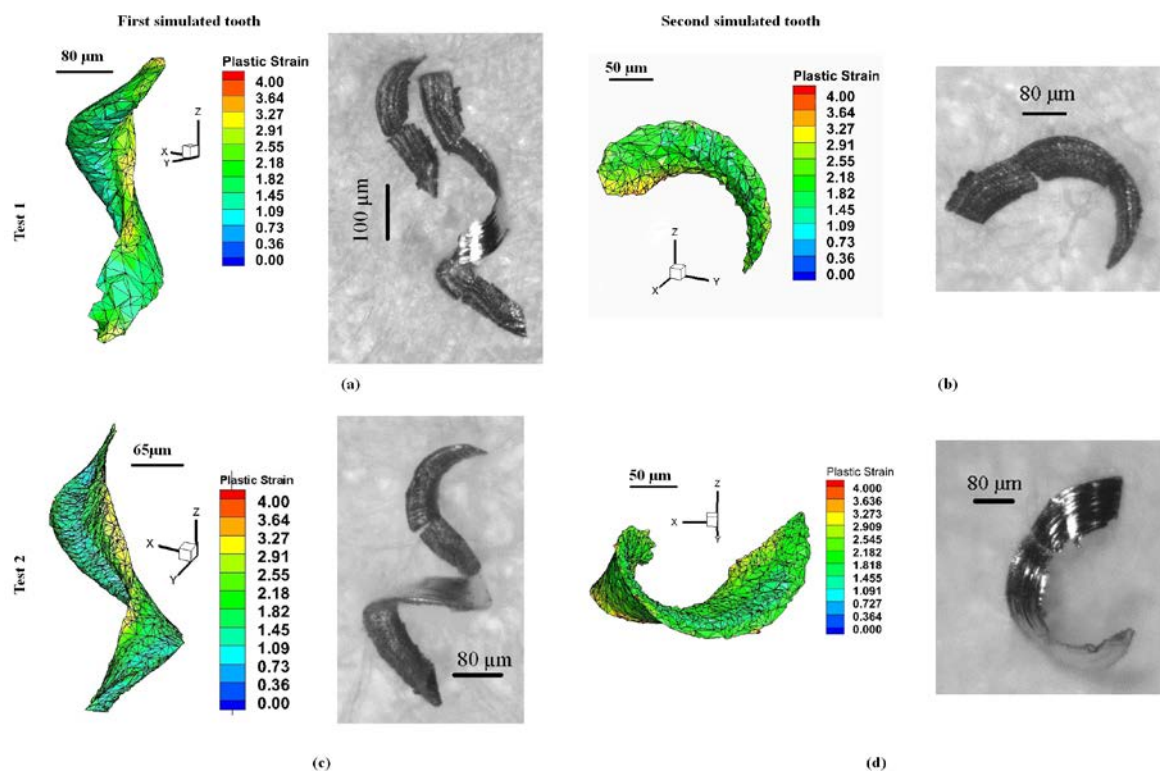 First simulated tooth
Second simulated tooth
Test 1
80 µm
Plastic Strain
4.00
3.64
3.27
2.91
2.55
2.18
1.82
1.45
1.09
0.73
0.36
0.00
Z
X
Y
100 µm
50 µm
Plastic Strain
4.00
3.64
3.27
2.91
2.55
2.18
1.82
1.45
1.09
0.73
0.36
0.00
Z
X
Y
80 µm
(a)
(b)
Test 2
65µm
Plastic Strain
4.00
3.64
3.27
2.91
2.55
2.18
1.82
1.45
1.09
0.73
0.36
0.00
Z
X
Y
80 µm
50 µm
Plastic Strain
4.000
3.636
3.273
2.909
2.545
2.182
1.818
1.455
1.091
0.727
0.364
0.000
Z
X
Y
80 µm
(c)
(d)